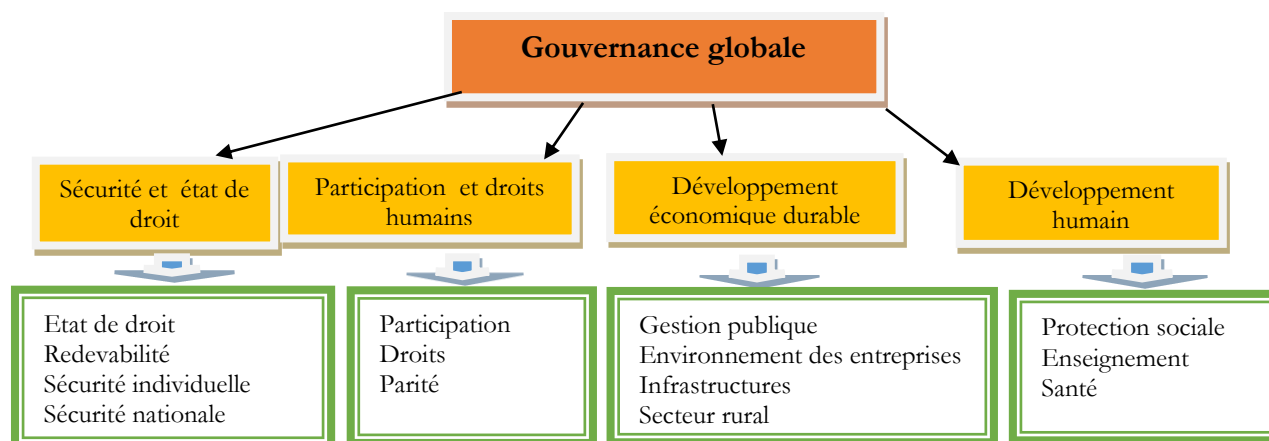 Gouvernance globale
Sécurité et état de
droit
Participation et droits
humains
Développement
économique durable
Développement
humain
Etat de droit
Redevabilité
Sécurité individuelle
Sécurité nationale
Participation
Droits
Parité
Gestion publique
Environnement des entreprises
Infrastructures
Secteur rural
Protection sociale
Enseignement
Santé